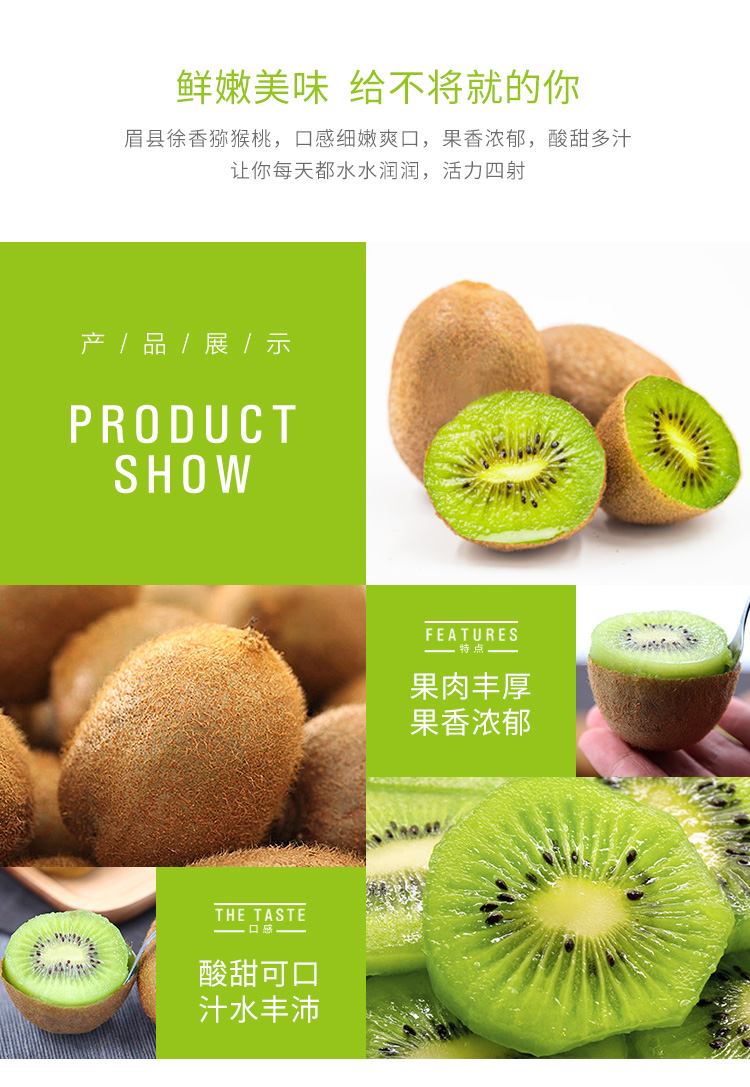 鲜嫩美味 给不将就的你
眉县徐香猕猴桃，口感细嫩爽口，果香浓郁，酸甜多汁
让你每天都水水润润，活力四射
产/品/展/示
PRODUCT
SHOW
FEATURES
特点
果肉丰厚
果香浓郁
THE TASTE
口感
酸甜可口
汁水丰沛